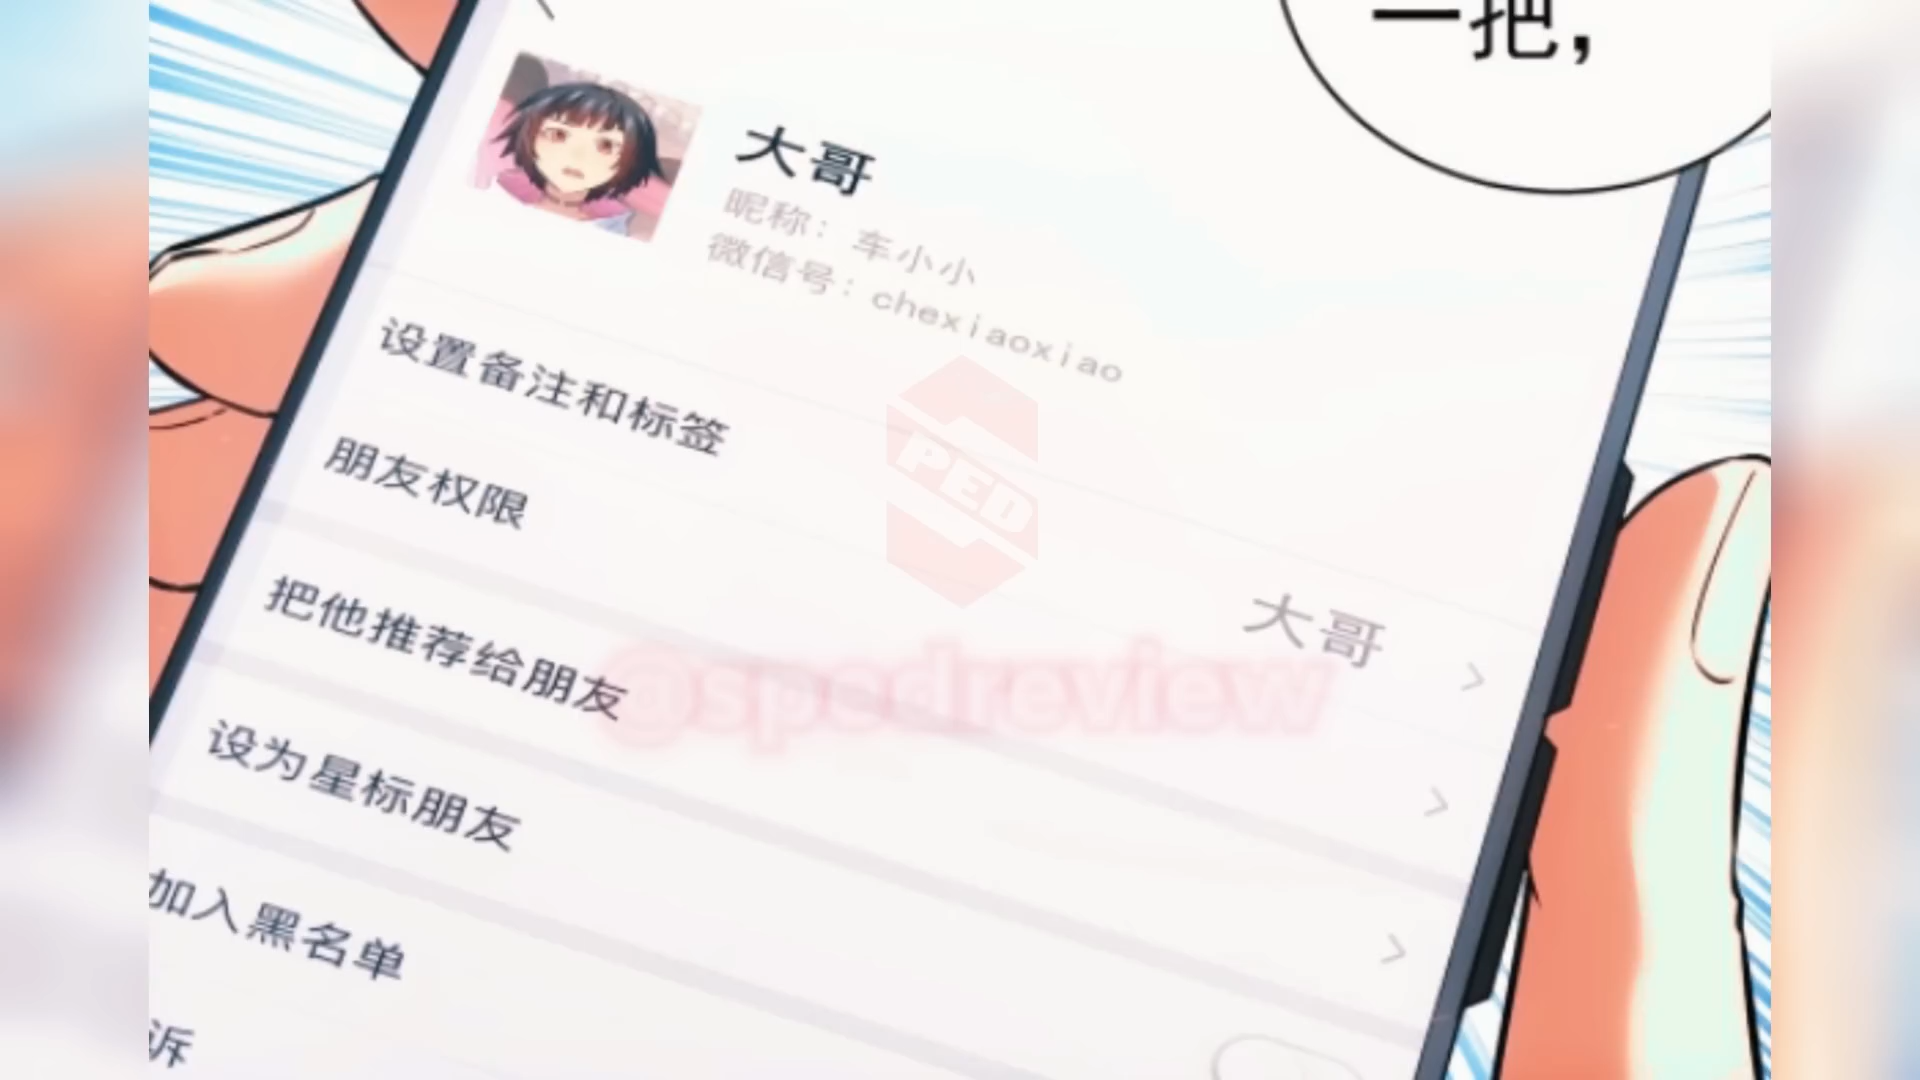 一把，
大哥
昵称：车小小
微信号：chexiaoxiao
设置备注和标签
大哥
朋友权限
把他推荐给朋友
设为星标朋友
加入黑名单
诉
PED
@spedreview